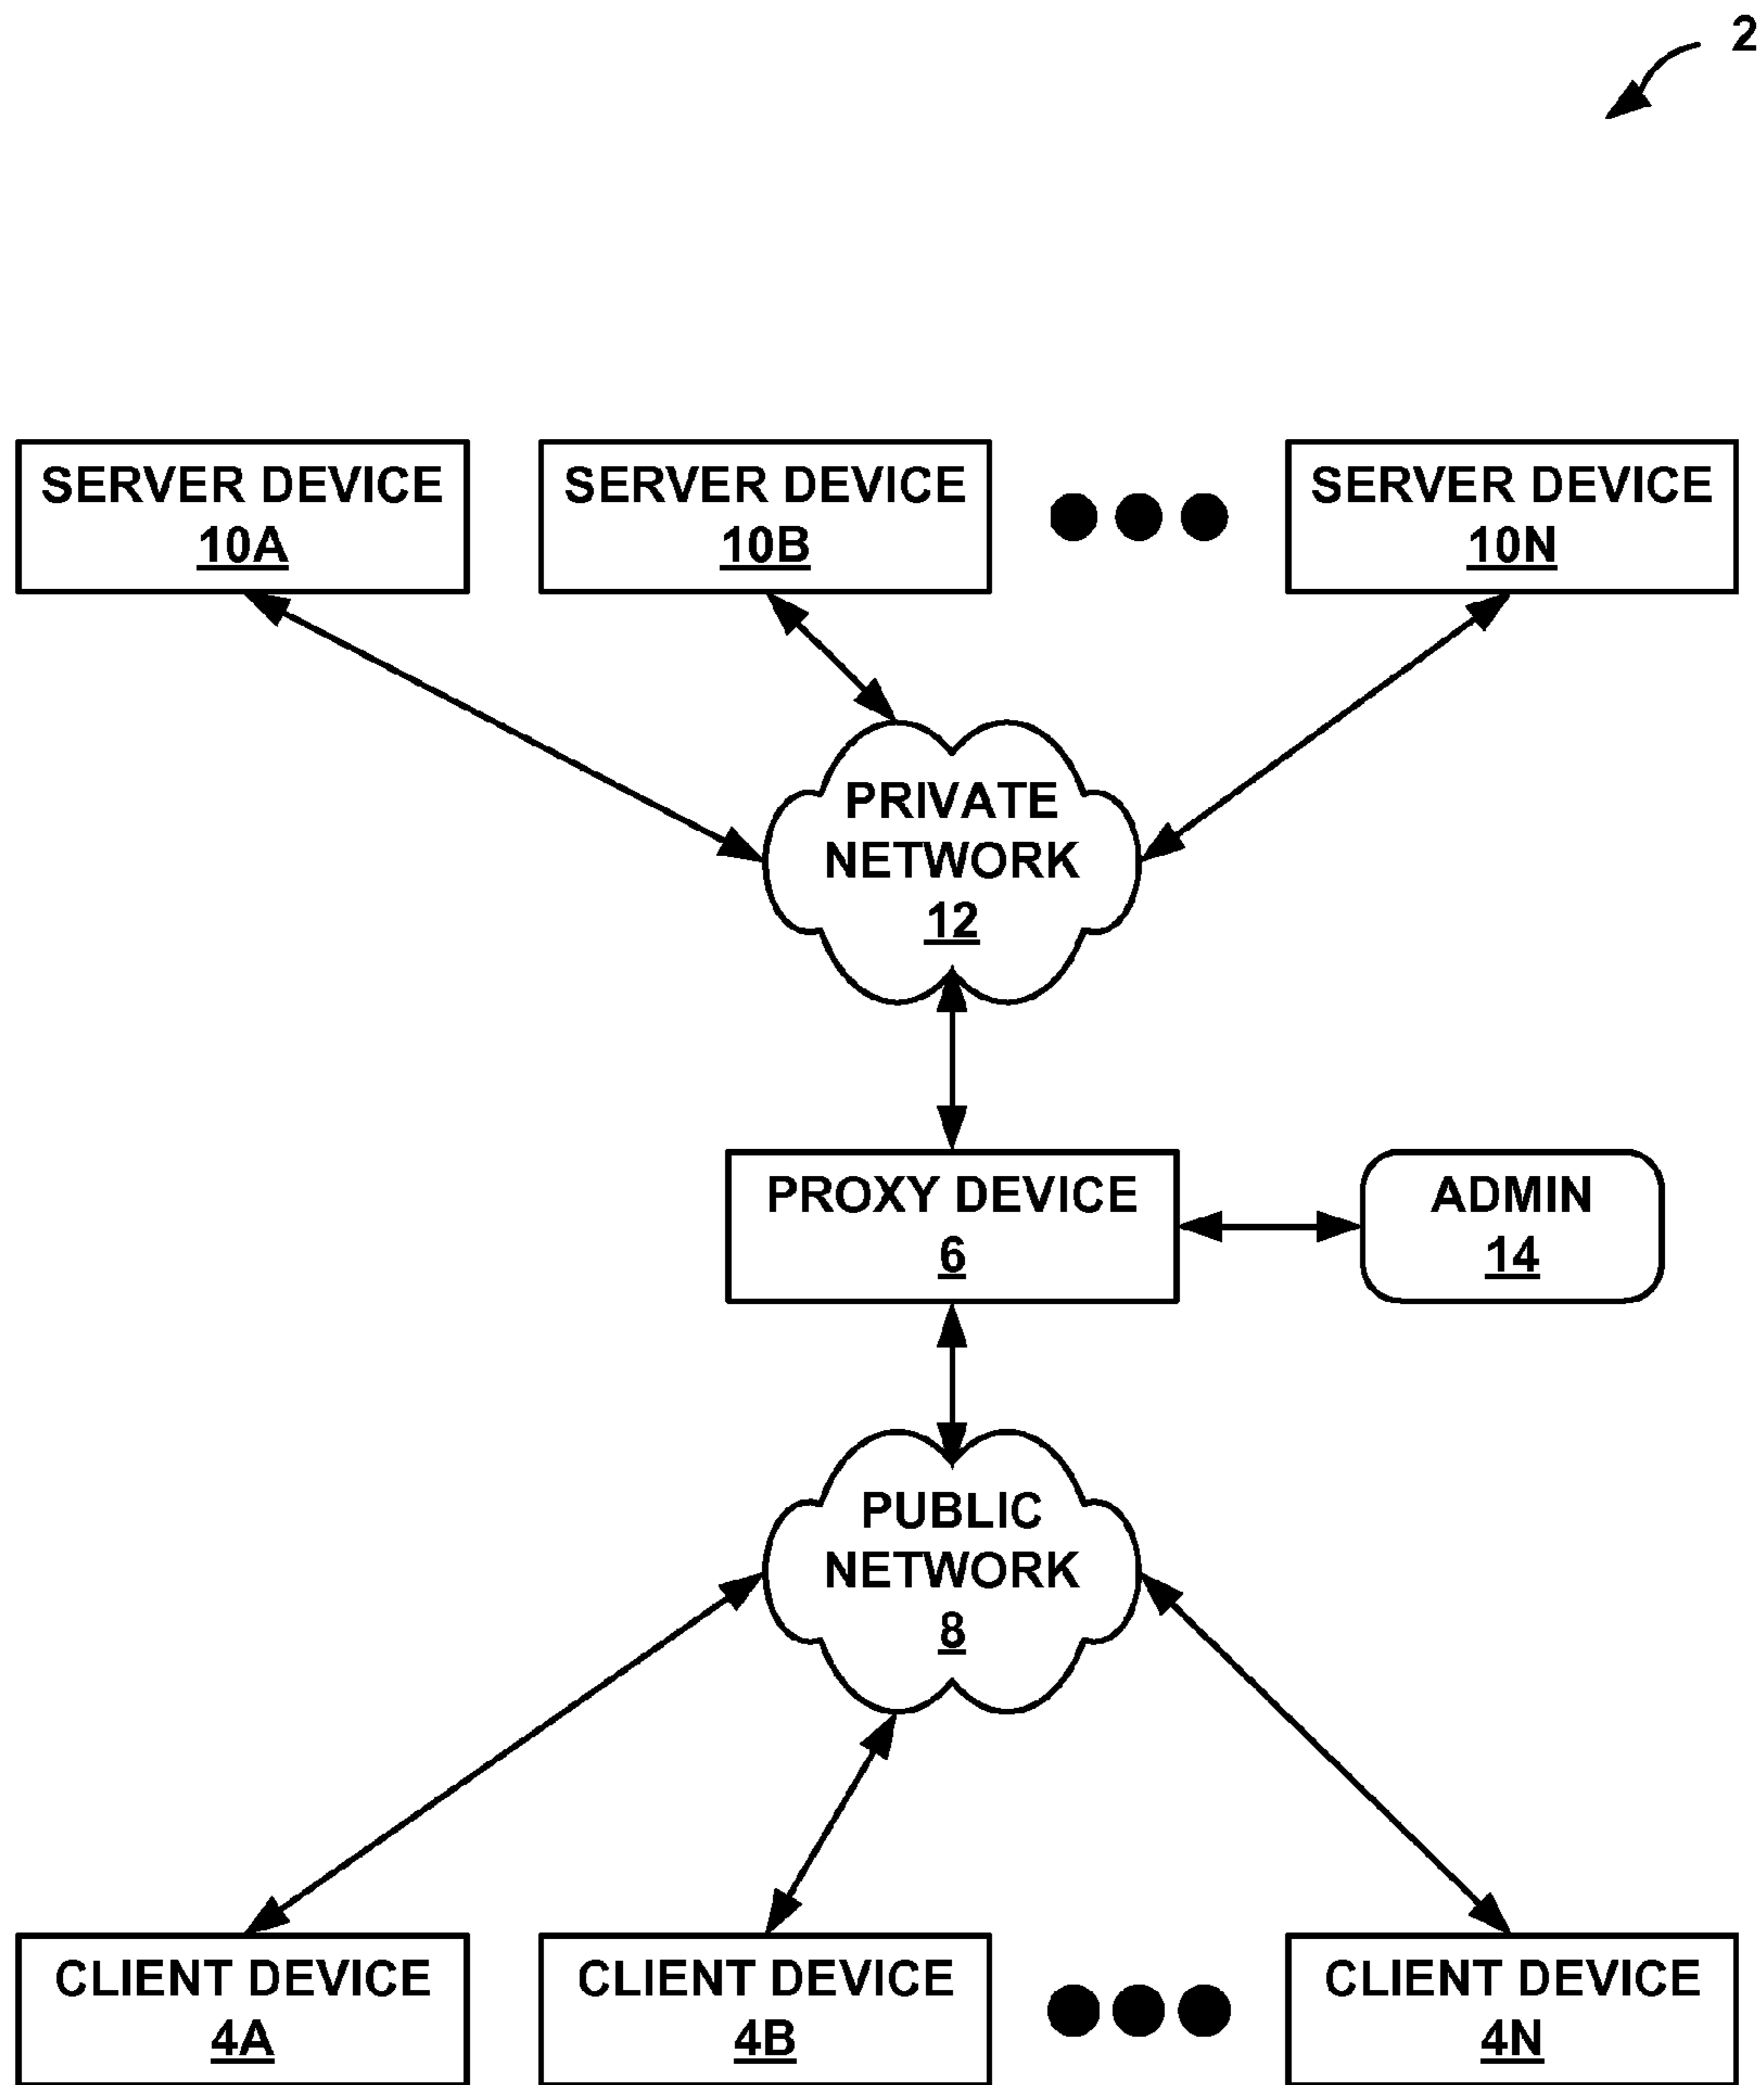 2
SERVER DEVICE
10A
SERVER DEVICE
10B
SERVER DEVICE
10N
PRIVATE
NETWORK
12
PROXY DEVICE
6
ADMIN
14
PUBLIC
NETWORK
8
CLIENT DEVICE
4A
CLIENT DEVICE
4B
CLIENT DEVICE
4N